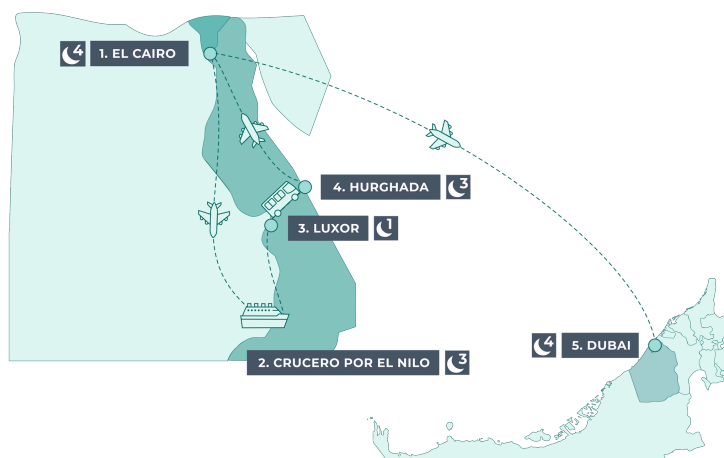 4 1. EL CAIRO
4. HURGHADA 3
3. LUXOR 1
5. DUBAI 4
2. CRUCERO POR EL NILO 3